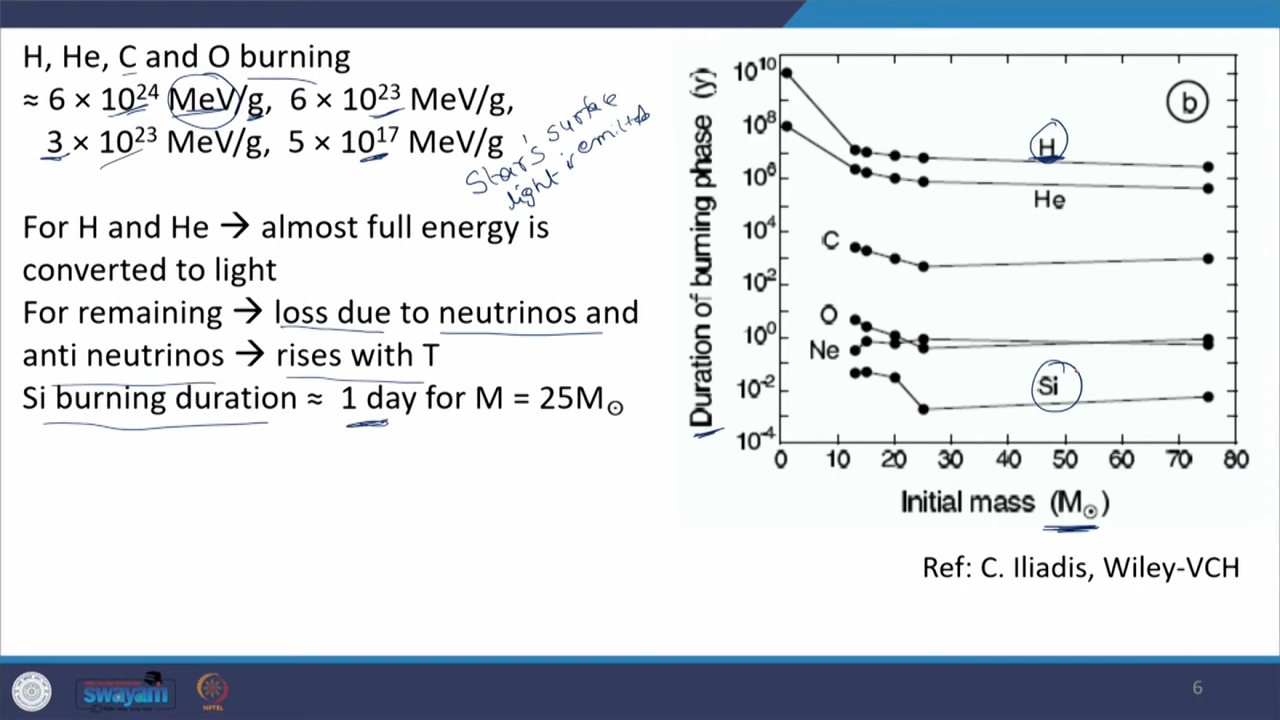 H, He, C and O burning
≈ 6 × 10²⁴ MeV/g, 6 × 10²³ MeV/g,
3 × 10²³ MeV/g, 5 × 10¹⁷ MeV/g
Star's surface
light is emitted
For H and He → almost full energy is
converted to light
For remaining → loss due to neutrinos and
anti neutrinos → rises with T
Si burning duration ≈ 1 day for M = 25M⊙
Duration of burning phase (y)
10¹⁰
10⁸
10⁶
10⁴
10²
10⁰
10⁻²
10⁻⁴
b
H
He
C
O
Ne
Si
0 10 20 30 40 50 60 70 80
Initial mass (M⊙)
Ref: C. Iliadis, Wiley-VCH
swayam
NPTEL
6